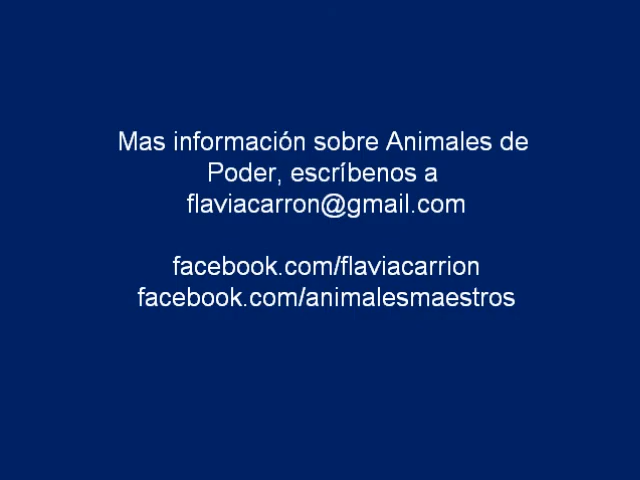 Mas información sobre Animales de
Poder, escríbenos a
flaviacarron@gmail.com
facebook.com/flaviacarrion
facebook.com/animalesmaestros